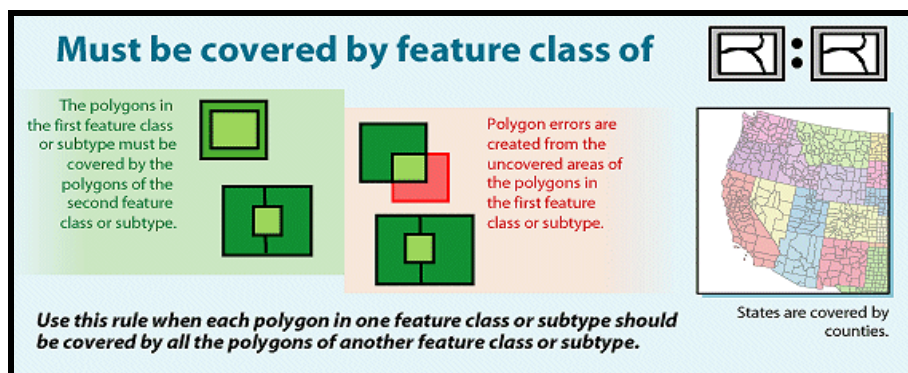 Must be covered by feature class of
The polygons in
the first feature class
or subtype must be
covered by the
polygons of the
second feature
class or subtype.
Polygon errors are
created from the
uncovered areas of
the polygons in
the first feature
class or subtype.
States are covered by
counties.
Use this rule when each polygon in one feature class or subtype should
be covered by all the polygons of another feature class or subtype.